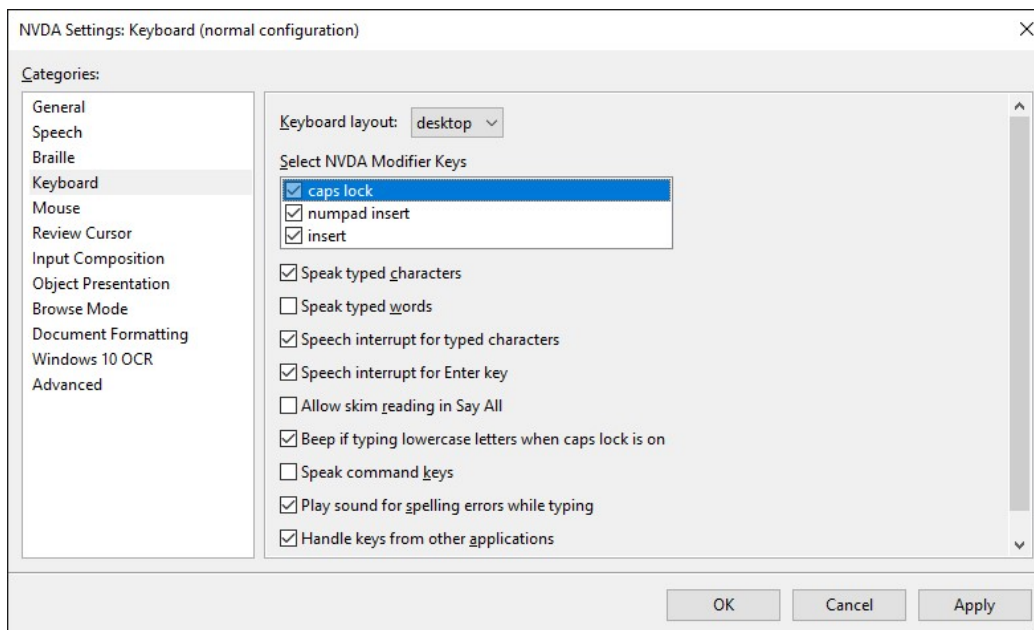 NVDA Settings: Keyboard (normal configuration)
Categories:
General
Speech
Braille
Keyboard
Mouse
Review Cursor
Input Composition
Object Presentation
Browse Mode
Document Formatting
Windows 10 OCR
Advanced
Keyboard layout: desktop
Select NVDA Modifier Keys
caps lock
numpad insert
insert
Speak typed characters
Speak typed words
Speech interrupt for typed characters
Speech interrupt for Enter key
Allow skim reading in Say All
Beep if typing lowercase letters when caps lock is on
Speak command keys
Play sound for spelling errors while typing
Handle keys from other applications
OK Cancel Apply